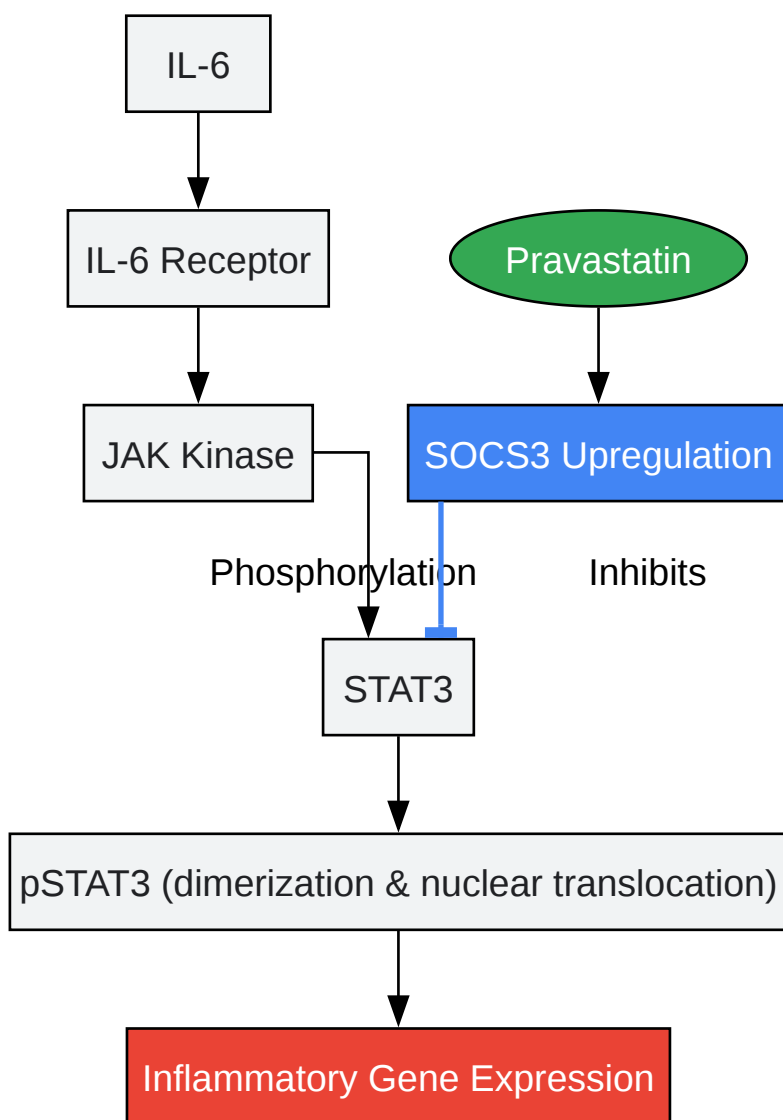 IL-6
IL-6 Receptor
Pravastatin
JAK Kinase
SOCS3 Upregulation
Phosphorylation
Inhibits
STAT3
pSTAT3 (dimerization & nuclear translocation)
Inflammatory Gene Expression